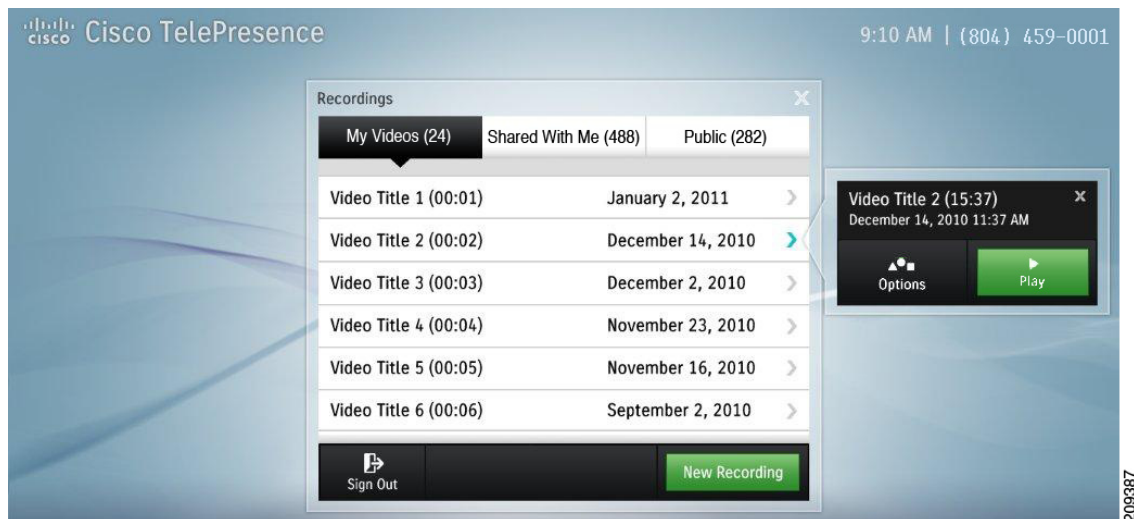 CISCO Cisco TelePresence
9:10 AM | (804) 459-0001
Recordings X
My Videos (24) Shared With Me (488) Public (282)
Video Title 1 (00:01) January 2, 2011
Video Title 2 (00:02) December 14, 2010
Video Title 3 (00:03) December 2, 2010
Video Title 4 (00:04) November 23, 2010
Video Title 5 (00:05) November 16, 2010
Video Title 6 (00:06) September 2, 2010
Sign Out
New Recording
Video Title 2 (15:37) X
December 14, 2010 11:37 AM
Options
Play
209387